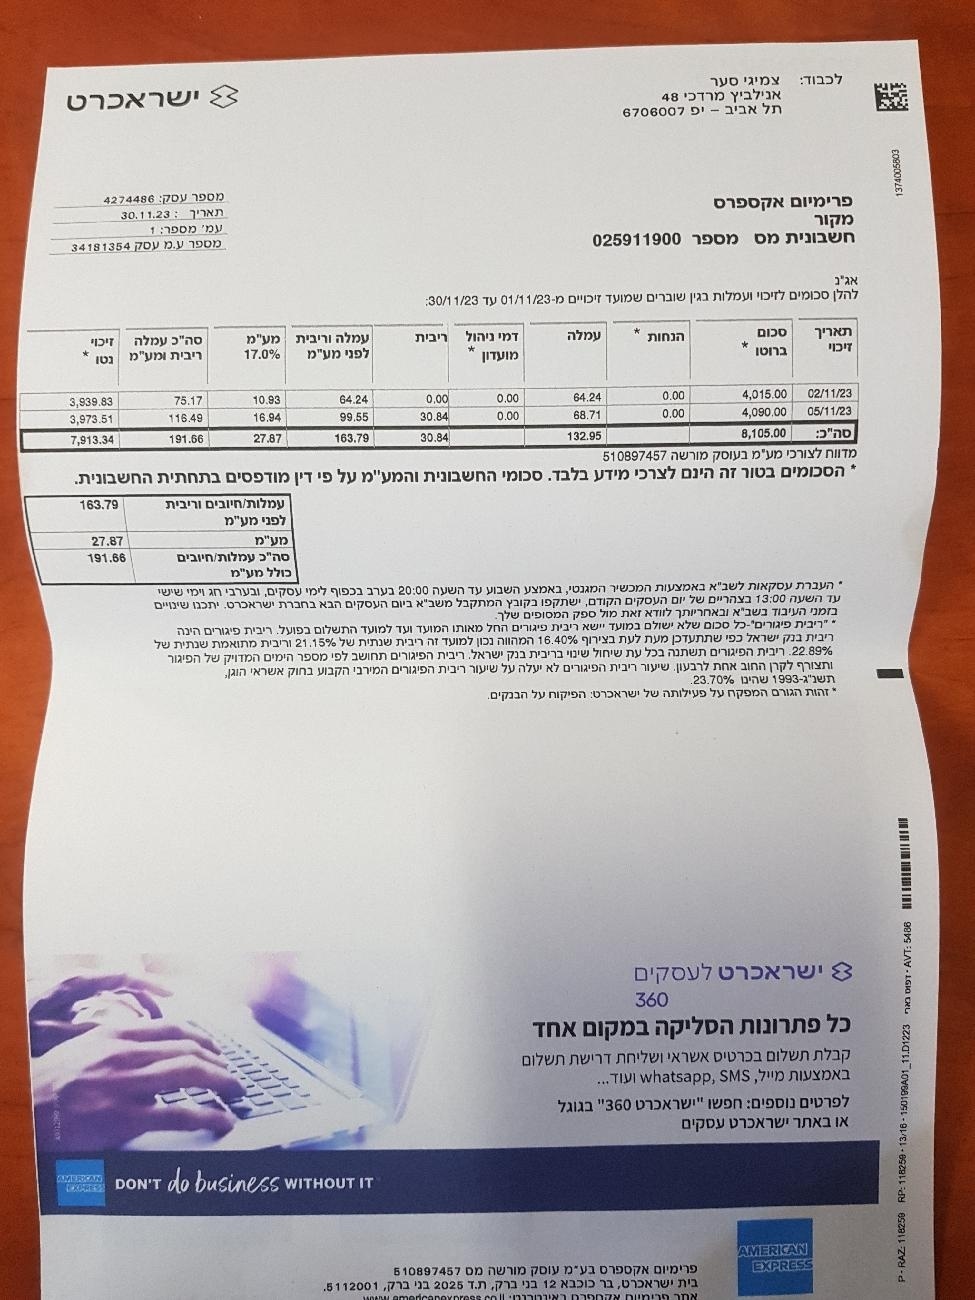 ישראכרט
לכבוד: צמיגי סער
אנילביץ מרדכי 48
תל אביב - יפ 6706007
1374005803
פרימיום אקספרס
מקור
חשבונית מס מספר 025911900
מספר עסק: 4274486
תאריך : 30.11.23
עמ' מספר: 1
מספר ע.מ עסק 34181354
אג"נ
להלן סכומים לזיכוי ועמלות בגין שוברים שמועד זיכויים מ-01/11/23 עד 30/11/23:
תאריך זיכוי סכום ברוטו * הנחות * עמלה דמי ניהול מועדון * ריבית עמלה וריבית לפני מע"מ מע"מ 17.0% סה"כ עמלה ריבית ומע"מ זיכוי נטו *
02/11/23 4,015.00 0.00 64.24 0.00 0.00 64.24 10.93 75.17 3,939.83
05/11/23 4,090.00 0.00 68.71 0.00 30.84 99.55 16.94 116.49 3,973.51
סה"כ: 8,105.00 132.95 30.84 163.79 27.87 191.66 7,913.34
מדווח לצורכי מע"מ בעוסק מורשה 510897457
* הסכומים בטור זה הינם לצרכי מידע בלבד. סכומי החשבונית והמע"מ על פי דין מודפסים בתחתית החשבונית.
עמלות/חיובים וריבית לפני מע"מ 163.79
מע"מ 27.87
סה"כ עמלות/חיובים כולל מע"מ 191.66
* העברת עסקאות לשב"א באמצעות המכשיר המגנטי, באמצע השבוע עד השעה 20:00 בערב בכפוף לימי עסקים, ובערבי חג וימי שישי
עד השעה 13:00 בצהריים של יום העסקים הקודם, ישתקפו בקובץ המתקבל משב"א ביום העסקים הבא בחברת ישראכרט. יתכנו שינויים
בזמני העיבוד בשב"א ובאחריותך לוודא זאת מול ספק המסופים שלך.
* "ריבית פיגורים"-כל סכום שלא ישולם במועד יישא ריבית פיגורים החל מאותו המועד ועד למועד התשלום בפועל. ריבית פיגורים הינה
ריבית בנק ישראל כפי שתתעדכן מעת לעת בצירוף 16.40% המהווה נכון למועד זה ריבית שנתית של 21.15% וריבית מתואמת שנתית של
22.89%. ריבית הפיגורים תשתנה בכל עת שיחול שינוי בריבית בנק ישראל. ריבית הפיגורים תחושב לפי מספר הימים המדויק של הפיגור
ותצורף לקרן החוב אחת לרבעון. שיעור ריבית הפיגורים לא יעלה על שיעור ריבית הפיגורים המירבי הקבוע בחוק אשראי הוגן,
תשנ"ג-1993 שהינו 23.70%.
* זהות הגורם המפקח על פעילותה של ישראכרט: הפיקוח על הבנקים.
ישראכרט לעסקים
360
כל פתרונות הסליקה במקום אחד
קבלת תשלום בכרטיס אשראי ושליחת דרישת תשלום
באמצעות מייל, whatsapp, SMS ועוד...
לפרטים נוספים: חפשו "ישראכרט 360" בגוגל
או באתר ישראכרט עסקים
AMERICAN EXPRESS
DON'T do business WITHOUT IT
AMERICAN EXPRESS
פרימיום אקספרס בע"מ עוסק מורשה מס 510897457
בית ישראכרט, בר כוכבא 12 בני ברק, ת.ד 2025 בני ברק, 5112001.
אתר פרימיום אקספרס באינטרנט: www.americanexpress.co.il
P - RAZ: 118259 RP: 118259 - 13/16 - 150199A01_11.D1223 דפוס בארי - AVT: 5486